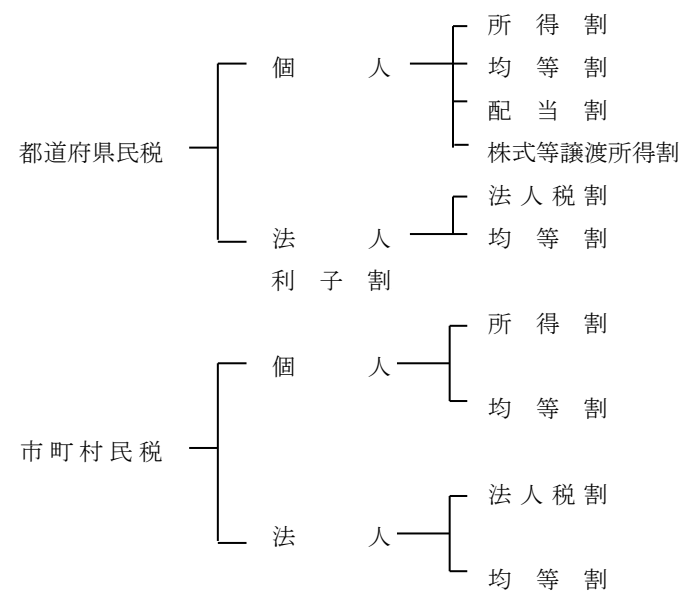 所得割
個人
均等割
配当割
都道府県民税
株式等譲渡所得割
法人税割
法人
均等割
利子割
所得割
個人
均等割
市町村民税
法人税割
法人
均等割